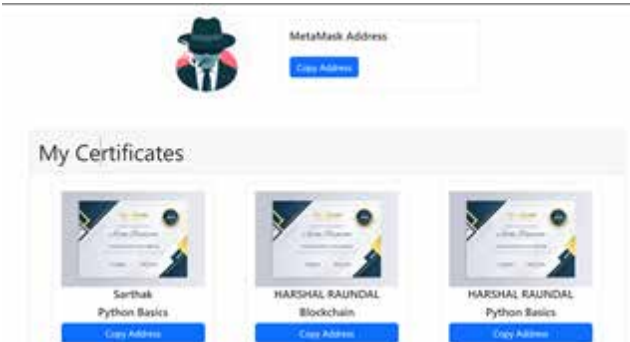 MetaMask Address
Copy Address
My Certificates
Sarthak
Python Basics
Copy Address
HARSHAL RAUNDAL
Blockchain
Copy Address
HARSHAL RAUNDAL
Python Basics
Copy Address